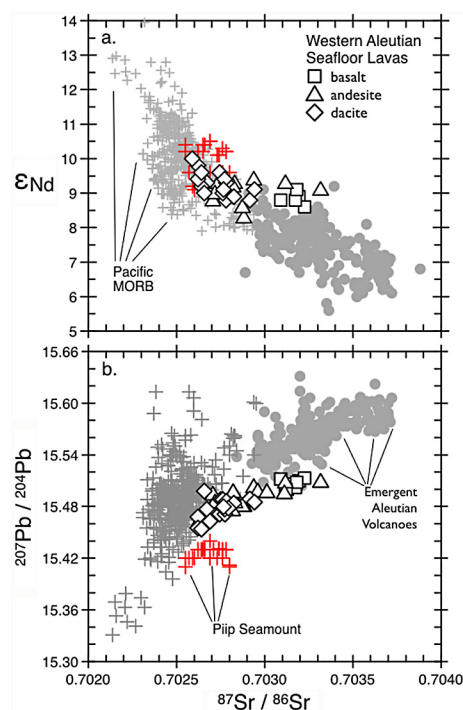 14
a.
Western Aleutian
Seafloor Lavas
13
basalt
12
andesite
dacite
11
10
εNd
9
8
7
Pacific
MORB
6
5
15.66
b.
15.60
15.54
207Pb / 204Pb
Emergent
Aleutian
Volcanoes
15.48
15.42
15.36
Piip Seamount
15.30
0.7020
0.7025
0.7030
0.7035
0.7040
87Sr / 86Sr